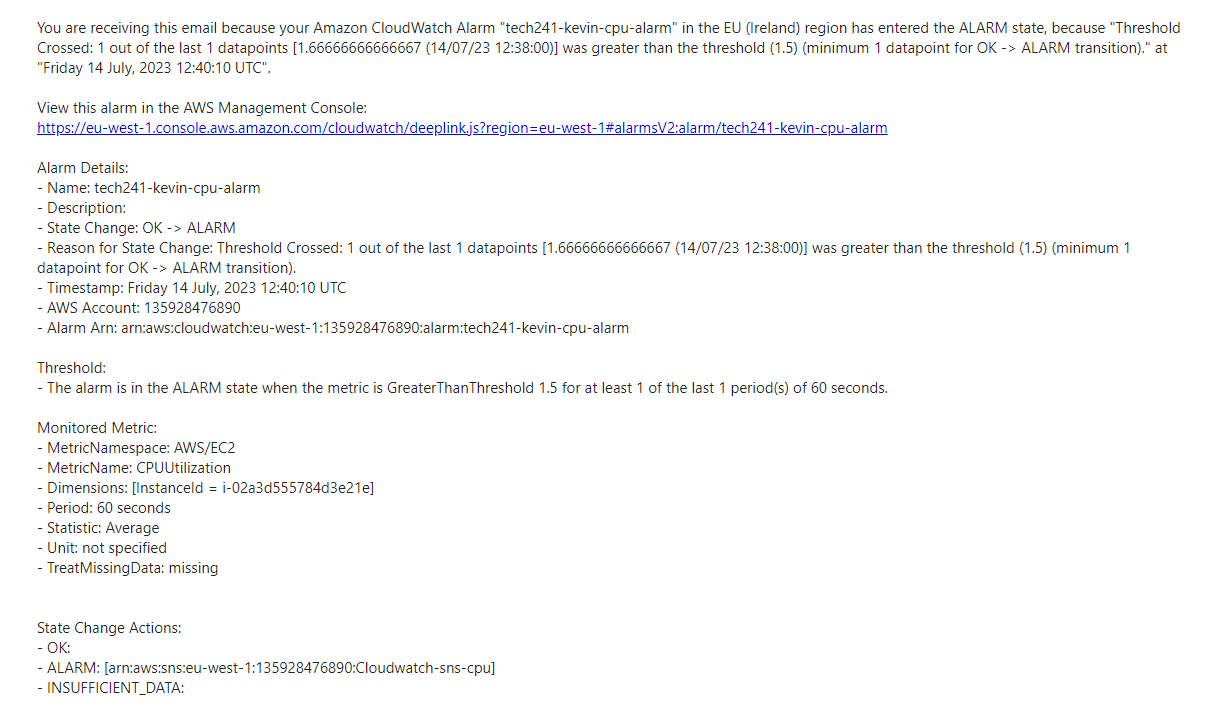 You are receiving this email because your Amazon CloudWatch Alarm "tech241-kevin-cpu-alarm" in the EU (Ireland) region has entered the ALARM state, because "Threshold
Crossed: 1 out of the last 1 datapoints [1.66666666666667 (14/07/23 12:38:00)] was greater than the threshold (1.5) (minimum 1 datapoint for OK -> ALARM transition)." at
"Friday 14 July, 2023 12:40:10 UTC".
View this alarm in the AWS Management Console:
https://eu-west-1.console.aws.amazon.com/cloudwatch/deeplink.js?region=eu-west-1#alarmsV2:alarm/tech241-kevin-cpu-alarm
Alarm Details:
- Name: tech241-kevin-cpu-alarm
- Description:
- State Change: OK -> ALARM
- Reason for State Change: Threshold Crossed: 1 out of the last 1 datapoints [1.66666666666667 (14/07/23 12:38:00)] was greater than the threshold (1.5) (minimum 1
datapoint for OK -> ALARM transition).
- Timestamp: Friday 14 July, 2023 12:40:10 UTC
- AWS Account: 135928476890
- Alarm Arn: arn:aws:cloudwatch:eu-west-1:135928476890:alarm:tech241-kevin-cpu-alarm
Threshold:
- The alarm is in the ALARM state when the metric is GreaterThanThreshold 1.5 for at least 1 of the last 1 period(s) of 60 seconds.
Monitored Metric:
- MetricNamespace: AWS/EC2
- MetricName: CPUUtilization
- Dimensions: [InstanceId = i-02a3d555784d3e21e]
- Period: 60 seconds
- Statistic: Average
- Unit: not specified
- TreatMissingData: missing
State Change Actions:
- OK:
- ALARM: [arn:aws:sns:eu-west-1:135928476890:Cloudwatch-sns-cpu]
- INSUFFICIENT_DATA: